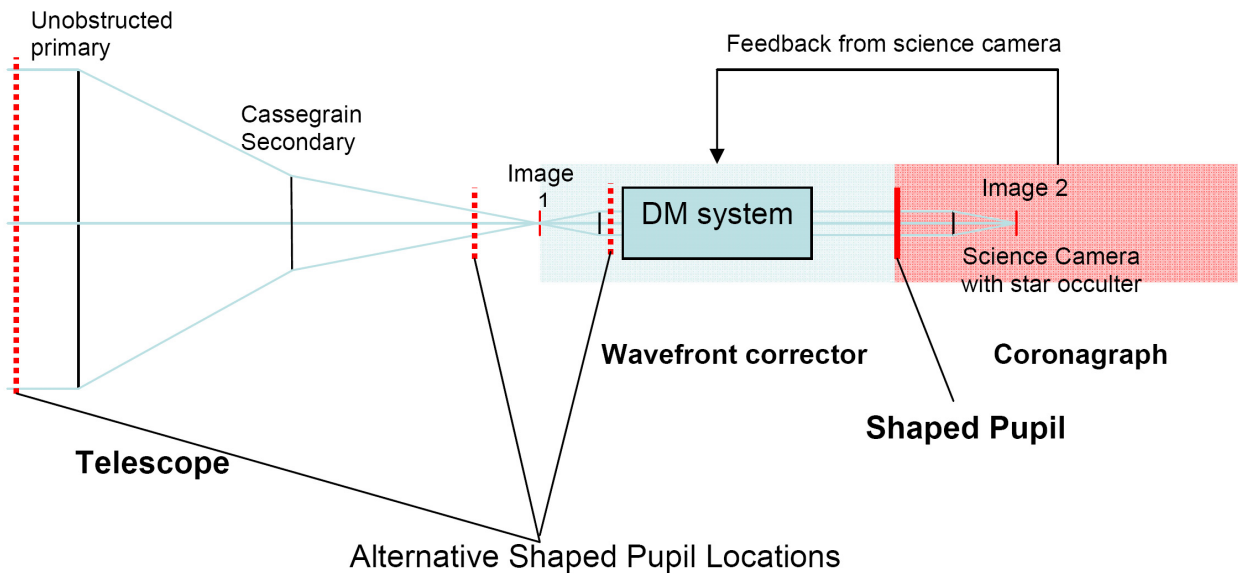 Unobstructed
primary
Cassegrain
Secondary
Feedback from science camera
Image
1
DM system
Image 2
Science Camera
with star occulter
Wavefront corrector
Coronagraph
Shaped Pupil
Telescope
Alternative Shaped Pupil Locations